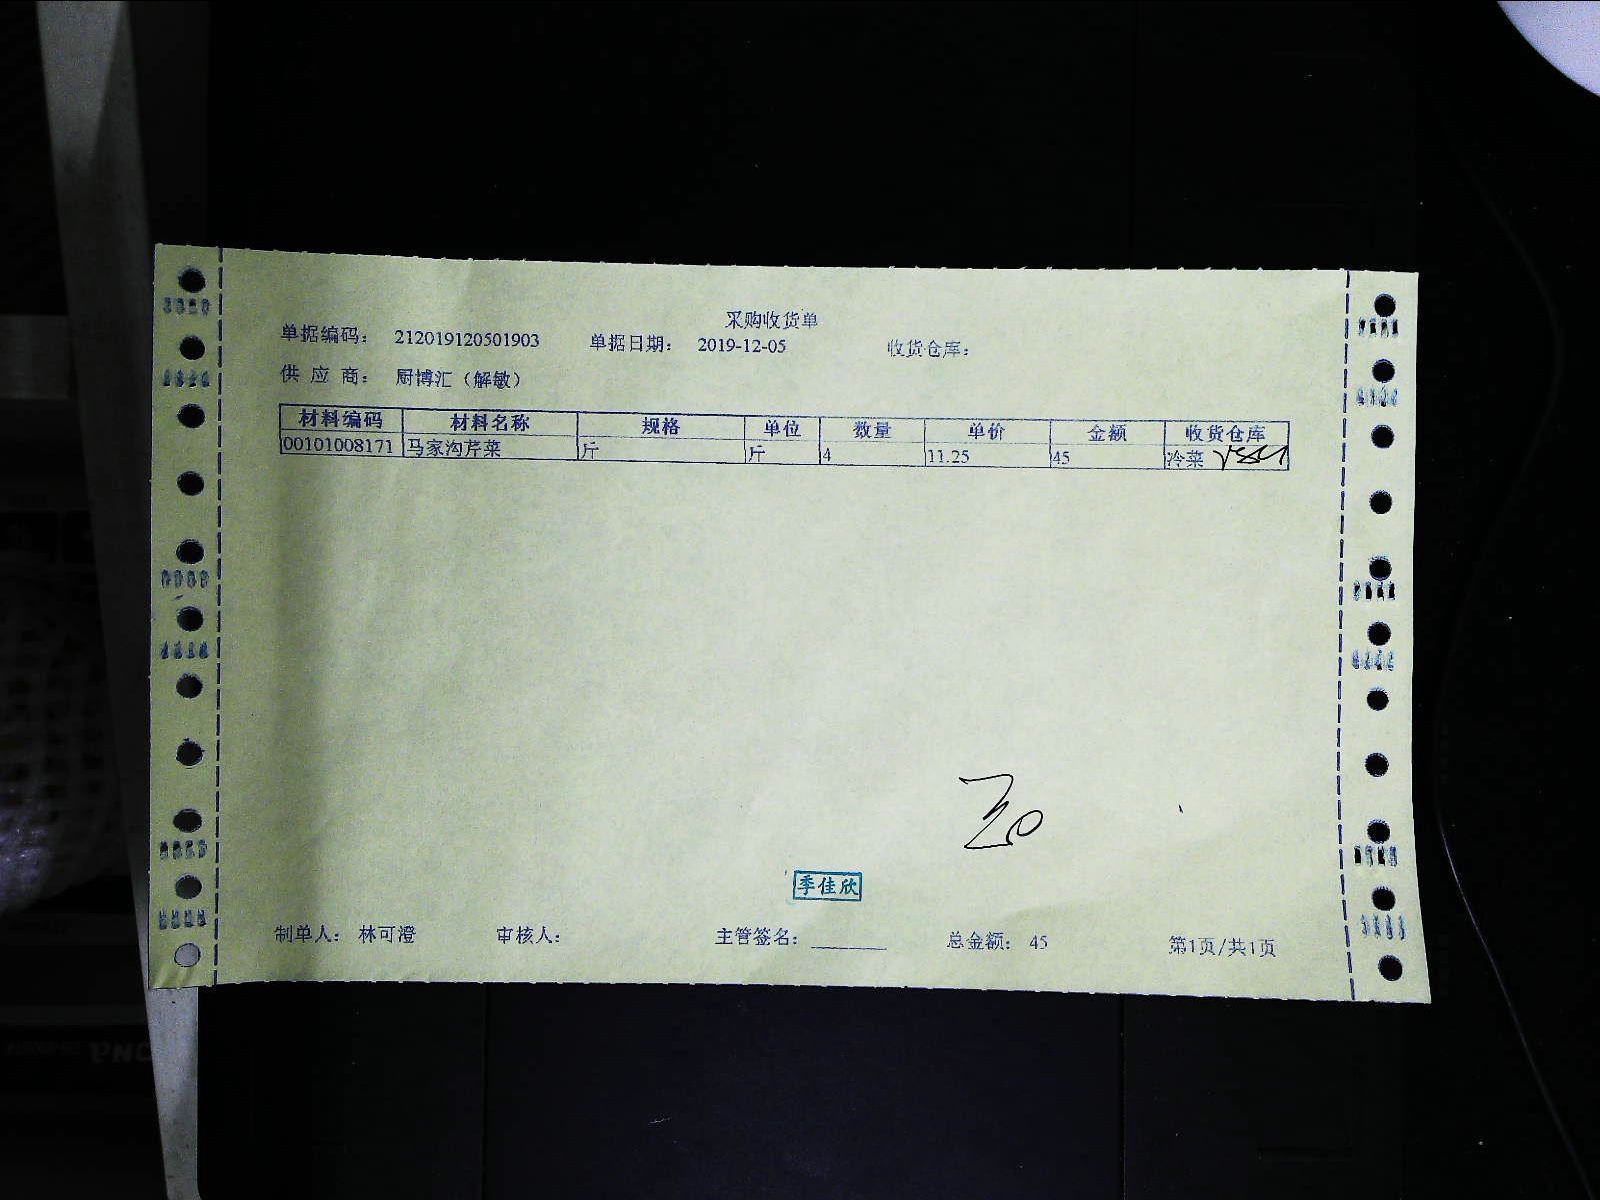 采购收货单
单据编码： 212019120501903 单据日期： 2019-12-05 收货仓库：
供 应 商： 厨博汇（解敏）
材料编码 材料名称 规格 单位 数量 单价 金额 收货仓库
00101008171 马家沟芹菜 斤 斤 4 11.25 45 冷菜
季佳欣
制单人： 林可澄 审核人： 主管签名： ________ 总金额： 45 第1页/共1页